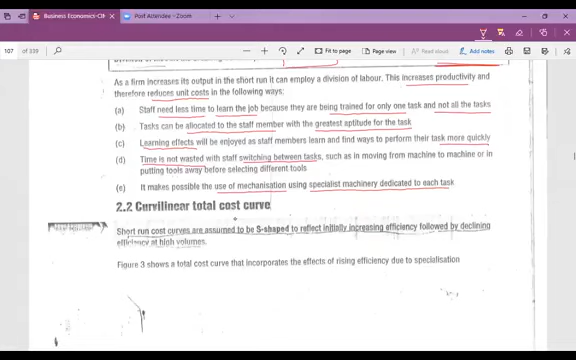 Business Economics-CA
Post Attendee - Zoom
107 of 339
Fit to page
Page view
Read aloud
Add notes
As a firm increases its output in the short run it can employ a division of labour. This increases productivity and
therefore reduces unit costs in the following ways:
(a) Staff need less time to learn the job because they are being trained for only one task and not all the tasks
(b) Tasks can be allocated to the staff member with the greatest aptitude for the task
(c) Learning effects will be enjoyed as staff members learn and find ways to perform their task more quickly
(d) Time is not wasted with staff switching between tasks, such as in moving from machine to machine or in
putting tools away before selecting different tools
(e) It makes possible the use of mechanisation using specialist machinery dedicated to each task
2.2 Curvilinear total cost curve
Short run cost curves are assumed to be S-shaped to reflect initially increasing efficiency followed by declining
efficiency at high volumes.
Figure 3 shows a total cost curve that incorporates the effects of rising efficiency due to specialisation